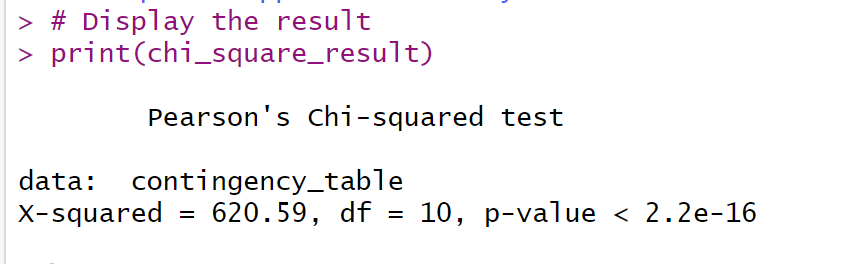 > # Display the result
> print(chi_square_result)
Pearson's Chi-squared test
data:  contingency_table
X-squared = 620.59, df = 10, p-value < 2.2e-16